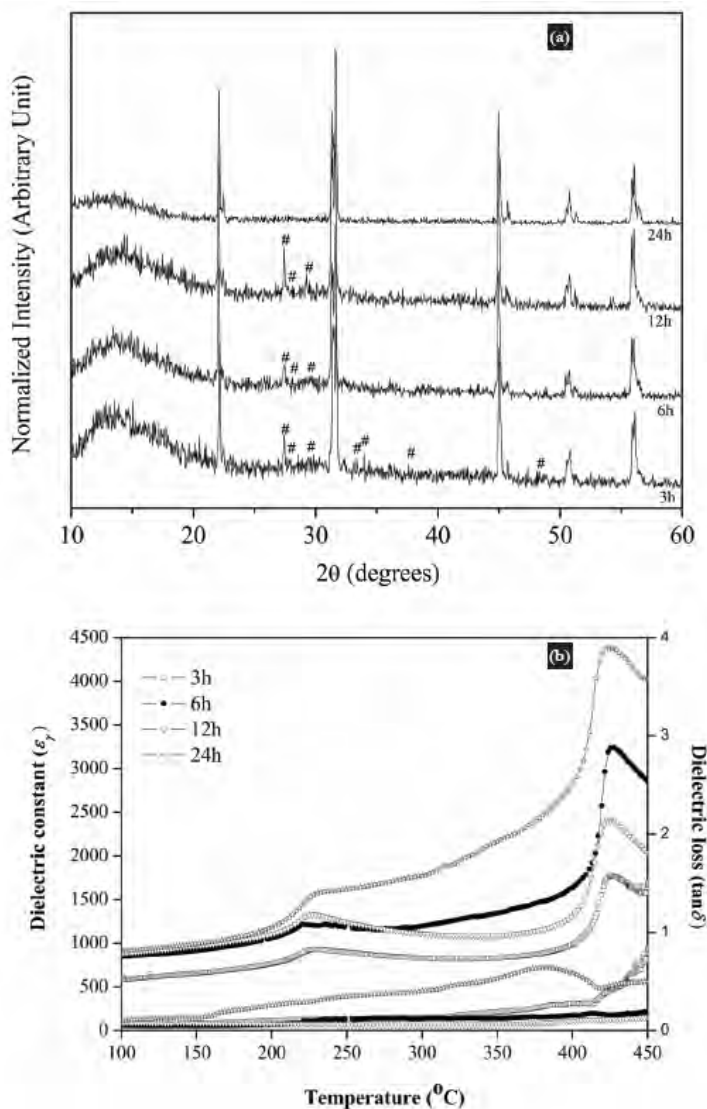 (a)
Normalized Intensity (Arbitrary Unit)
24h
#
#
#
12h
#
#
#
6h
#
#
#
#
#
#
#
3h
10 20 30 40 50 60
2θ (degrees)
(b)
4500
4000
3500
3000
2500
2000
1500
1000
500
0
Dielectric constant (εγ)
3h
6h
12h
24h
4
3
2
1
0
Dielectric loss (tanδ)
100 150 200 250 300 350 400 450
Temperature (°C)